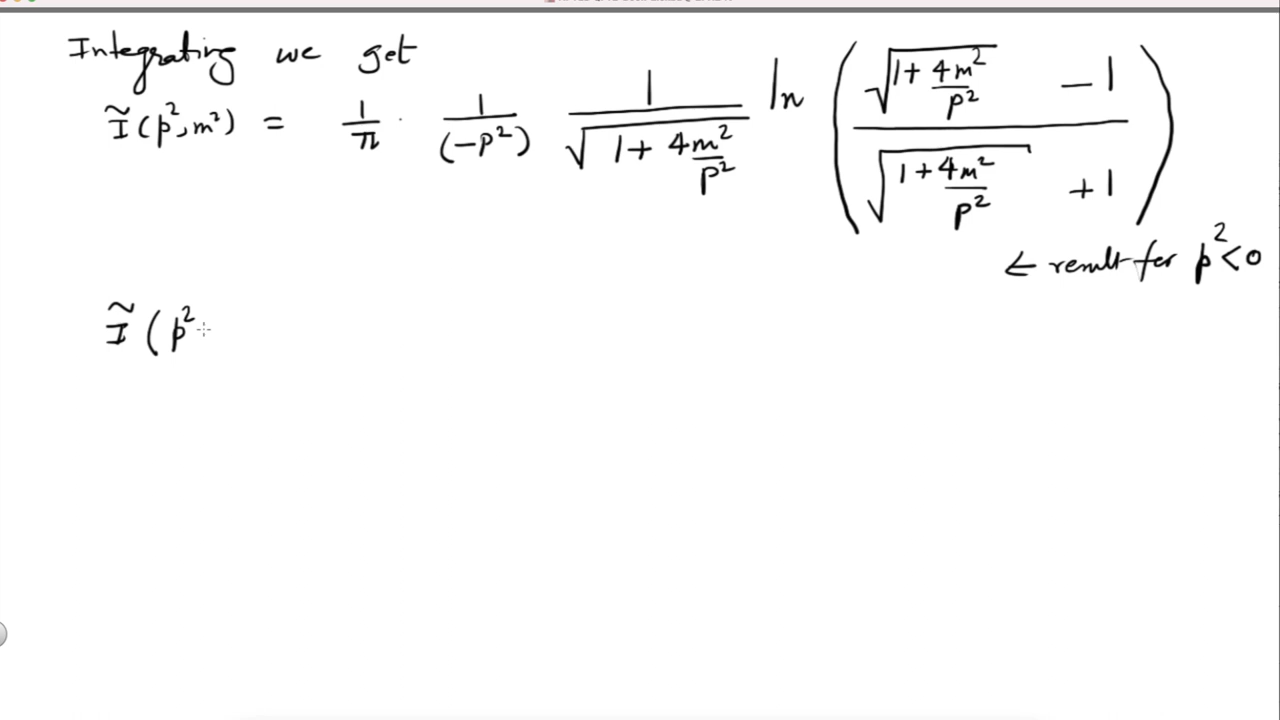 Integrating we get
Ĩ(p², m²) = 1/π · 1/(-p²) 1/√(1 + 4m²/p²) ln ( (√(1 + 4m²/p²) - 1) / (√(1 + 4m²/p²) + 1) )
← result for p² < 0
Ĩ (p²